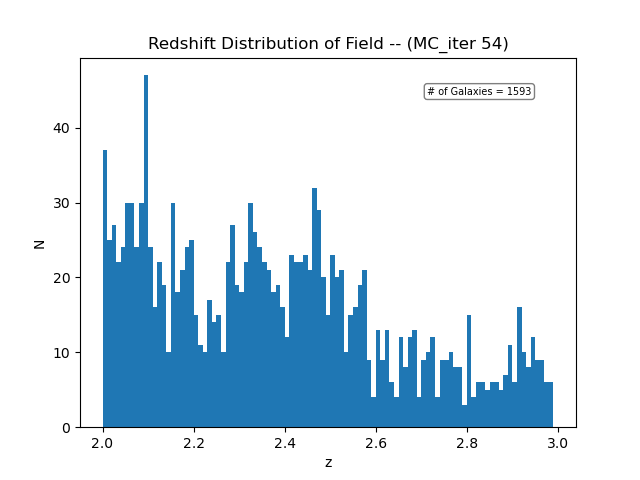 Redshift Distribution of Field -- (MC_iter 54)
# of Galaxies = 1593
N
40
30
20
10
0
2.0 2.2 2.4 2.6 2.8 3.0
z